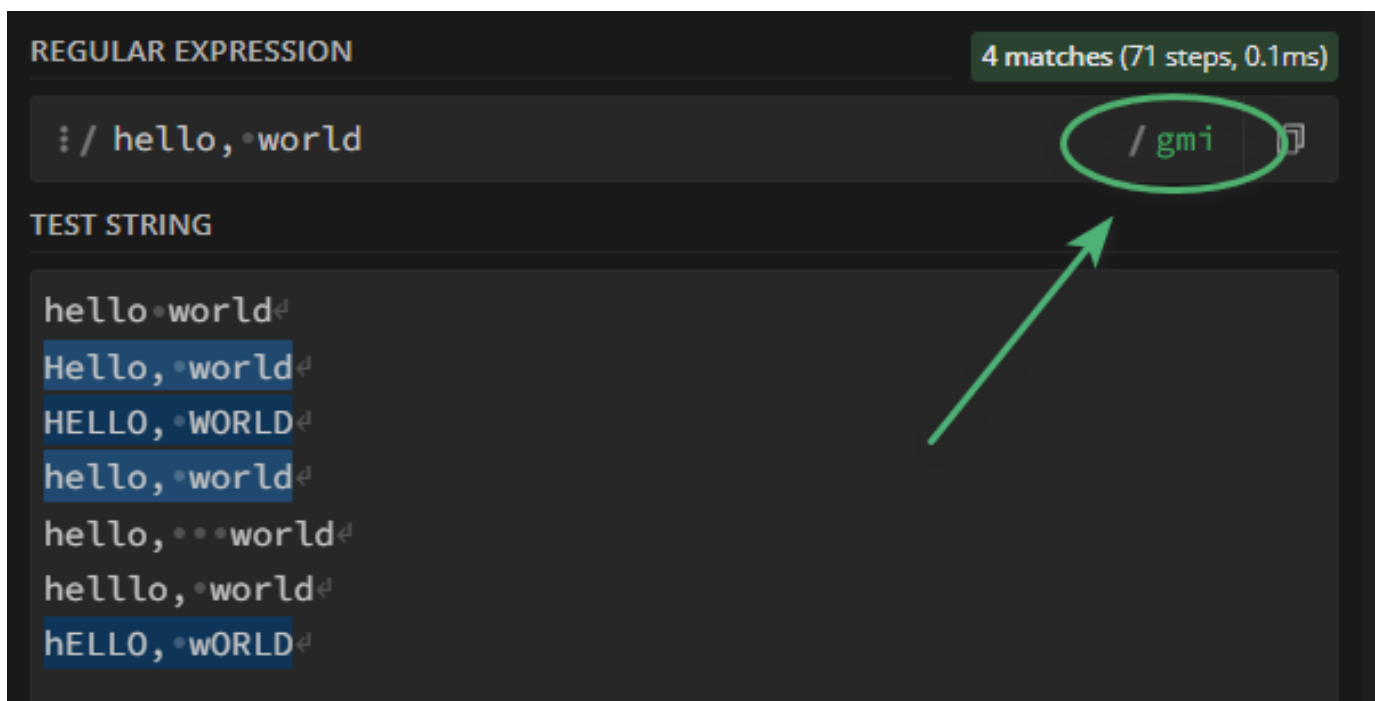 REGULAR EXPRESSION
4 matches (71 steps, 0.1ms)
/ hello,·world / gmi
TEST STRING
hello·world↵
Hello,·world↵
HELLO,·WORLD↵
hello,·world↵
hello,···world↵
helllo,·world↵
hELLO,·wORLD↵